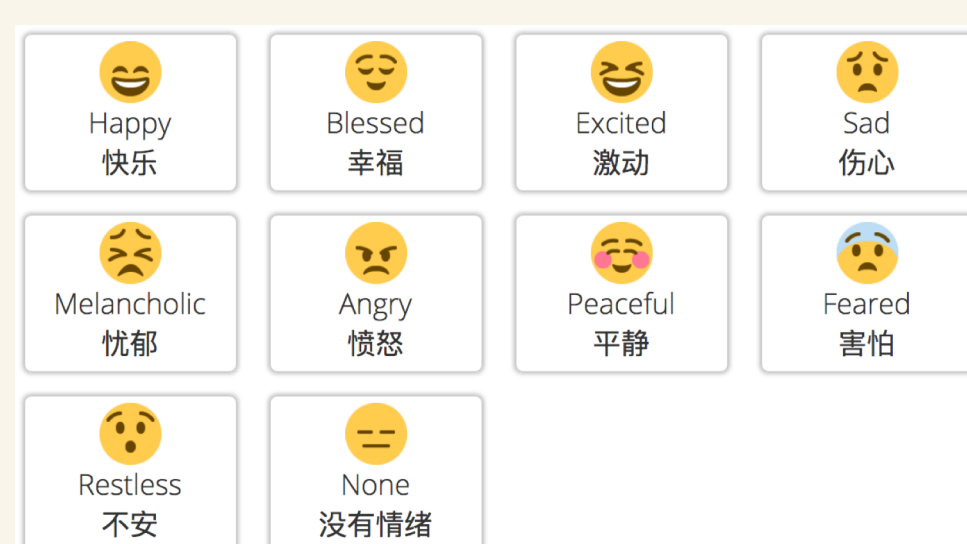 Happy
快乐
Blessed
幸福
Excited
激动
Sad
伤心
Melancholic
忧郁
Angry
愤怒
Peaceful
平静
Feared
害怕
Restless
不安
None
没有情绪